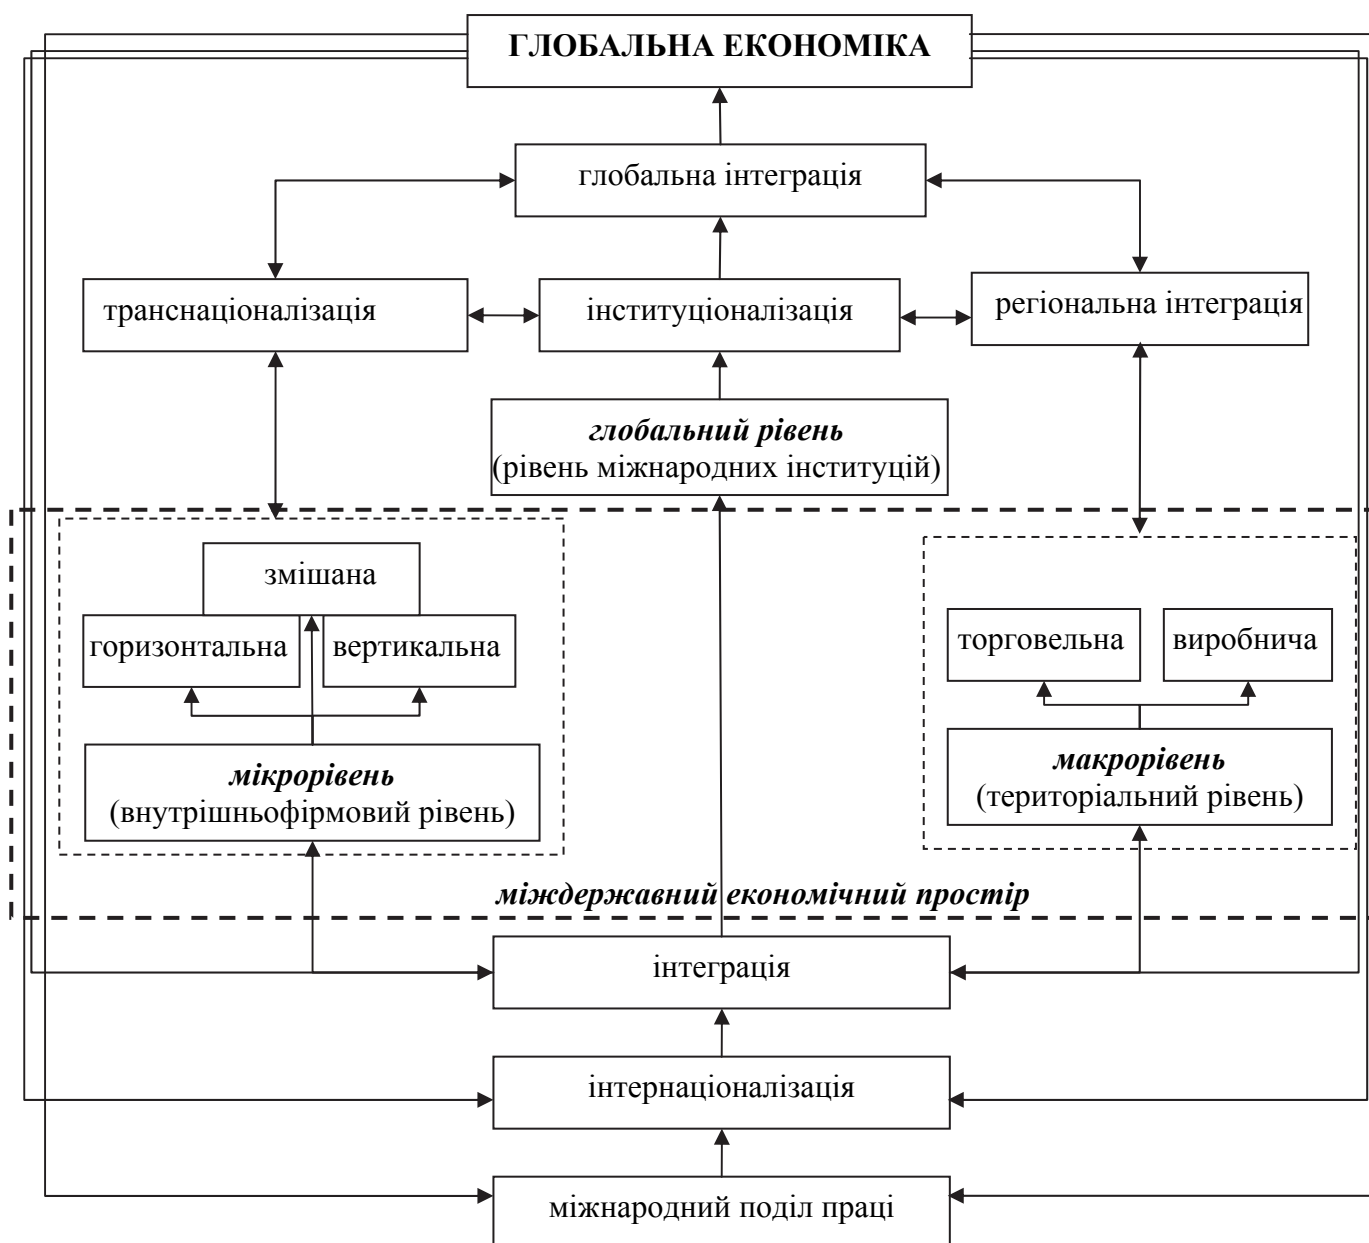 ГЛОБАЛЬНА ЕКОНОМІКА
глобальна інтеграція
транснаціоналізація
інституціоналізація
регіональна інтеграція
глобальний рівень
(рівень міжнародних інституцій)
змішана
горизонтальна
вертикальна
торговельна
виробнича
мікрорівень
(внутрішньофірмовий рівень)
макрорівень
(територіальний рівень)
міждержавний економічний простір
інтеграція
інтернаціоналізація
міжнародний поділ праці